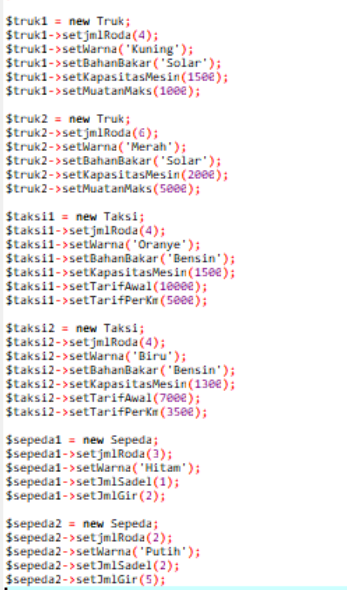 $truk1 = new Truk;
$truk1->setjmlRoda(4);
$truk1->setWarna('Kuning');
$truk1->setBahanBakar('Solar');
$truk1->setKapasitasMesin(1500);
$truk1->setMuatanMaks(1000);

$truk2 = new Truk;
$truk2->setjmlRoda(6);
$truk2->setWarna('Merah');
$truk2->setBahanBakar('Solar');
$truk2->setKapasitasMesin(2000);
$truk2->setMuatanMaks(5000);

$taksi1 = new Taksi;
$taksi1->setjmlRoda(4);
$taksi1->setWarna('Oranye');
$taksi1->setBahanBakar('Bensin');
$taksi1->setKapasitasMesin(1500);
$taksi1->setTarifAwal(10000);
$taksi1->setTarifPerKm(5000);

$taksi2 = new Taksi;
$taksi2->setjmlRoda(4);
$taksi2->setWarna('Biru');
$taksi2->setBahanBakar('Bensin');
$taksi2->setKapasitasMesin(1300);
$taksi2->setTarifAwal(7000);
$taksi2->setTarifPerKm(3500);

$sepeda1 = new Sepeda;
$sepeda1->setjmlRoda(3);
$sepeda1->setWarna('Hitam');
$sepeda1->setJmlSadel(1);
$sepeda1->setJmlGir(2);

$sepeda2 = new Sepeda;
$sepeda2->setjmlRoda(2);
$sepeda2->setWarna('Putih');
$sepeda2->setJmlSadel(2);
$sepeda2->setJmlGir(5);